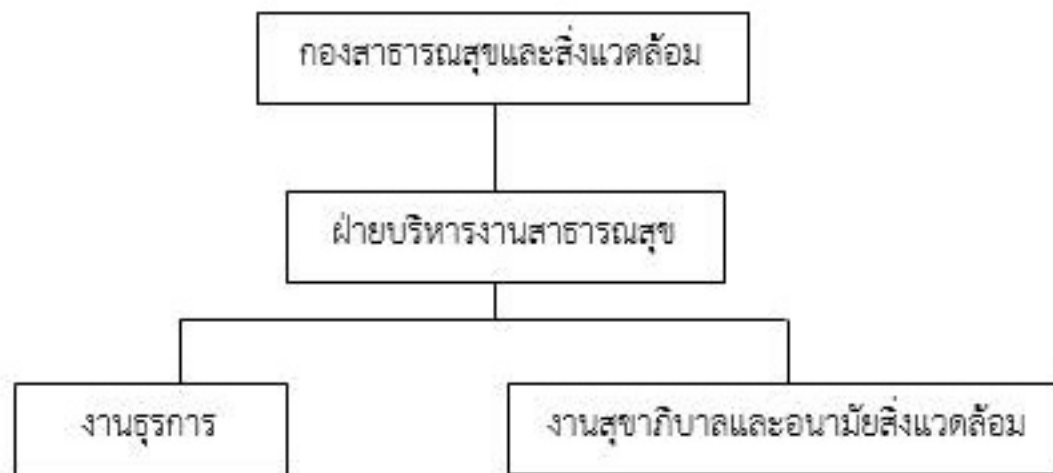 กองสาธารณสุขและสิ่งแวดล้อม
ฝ่ายบริหารงานสาธารณสุข
งานธุรการ
งานสุขาภิบาลและอนามัยสิ่งแวดล้อม